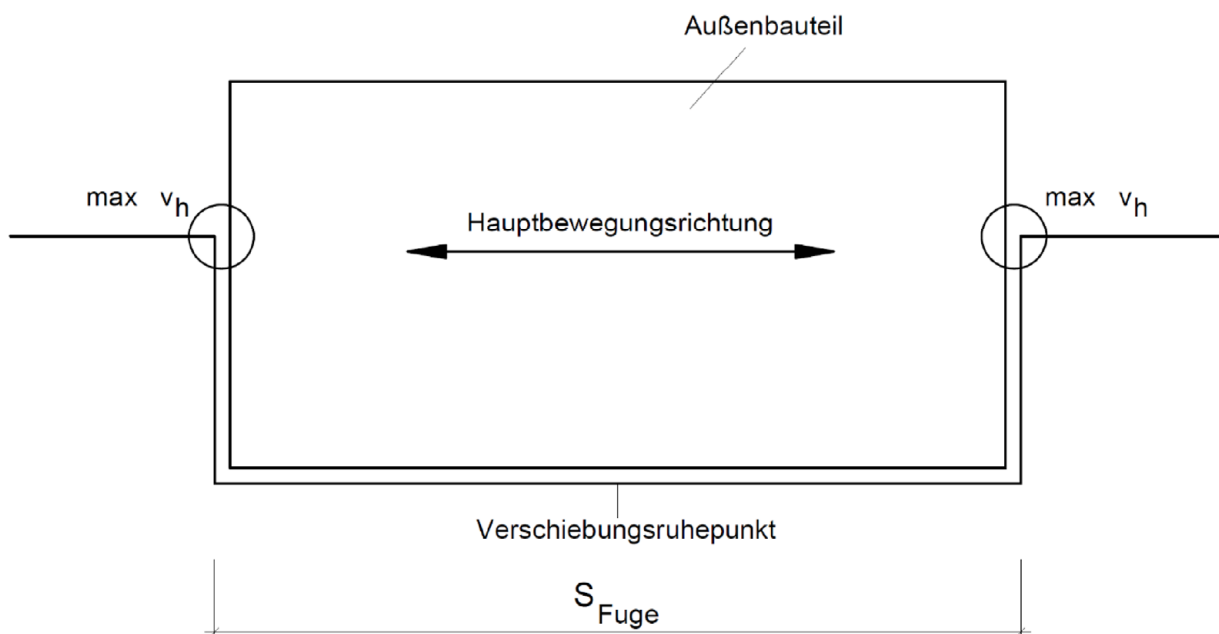 Außenbauteil
max v_h
max v_h
Hauptbewegungsrichtung
Verschiebungsruhepunkt
S_Fuge